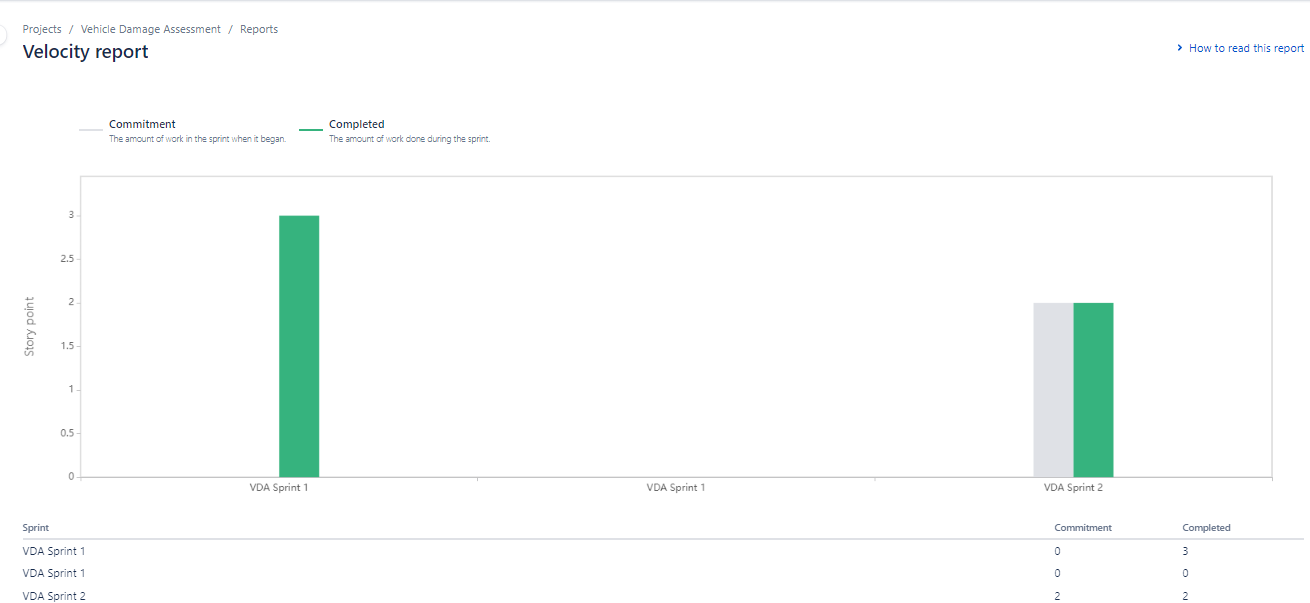 Projects / Vehicle Damage Assessment / Reports
Velocity report
How to read this report
Commitment
The amount of work in the sprint when it began.
Completed
The amount of work done during the sprint.
Story point
3
2.5
2
1.5
1
0.5
0
VDA Sprint 1 VDA Sprint 1 VDA Sprint 2
Sprint Commitment Completed
VDA Sprint 1 0 3
VDA Sprint 1 0 0
VDA Sprint 2 2 2